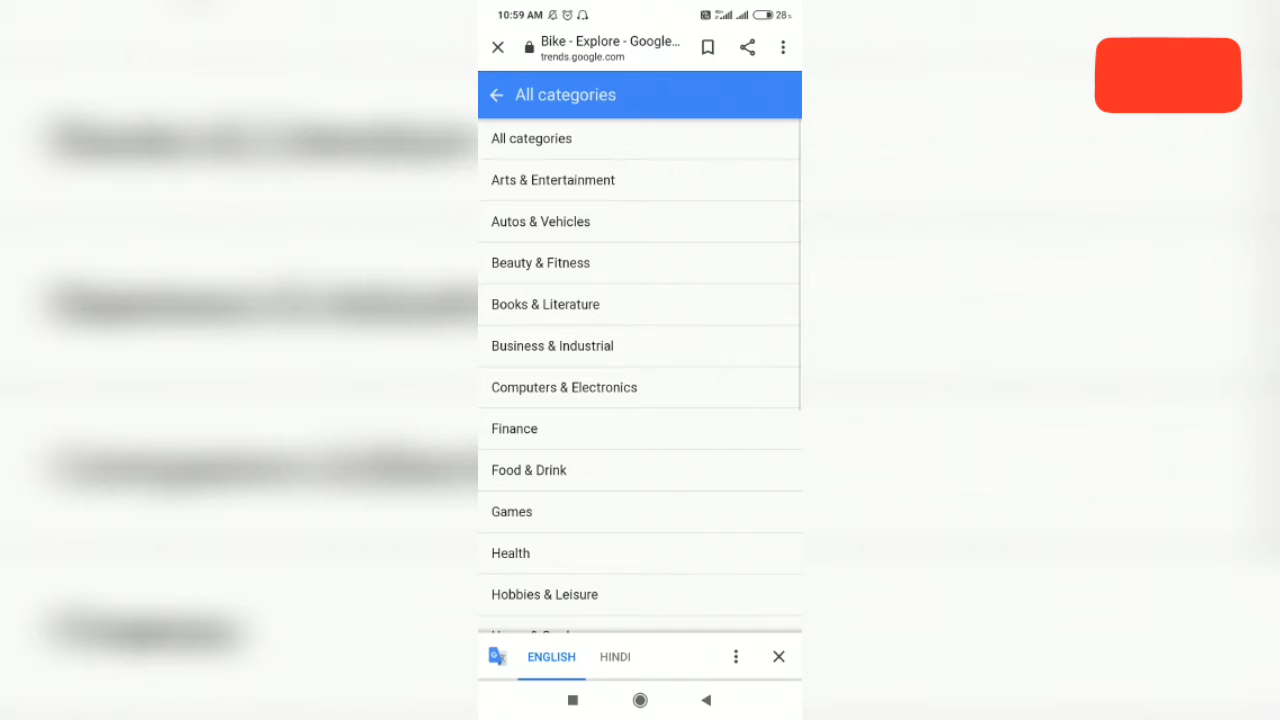 10:59 AM
28%
Bike - Explore - Google...
trends.google.com
All categories
All categories
Arts & Entertainment
Autos & Vehicles
Beauty & Fitness
Books & Literature
Business & Industrial
Computers & Electronics
Finance
Food & Drink
Games
Health
Hobbies & Leisure
ENGLISH HINDI